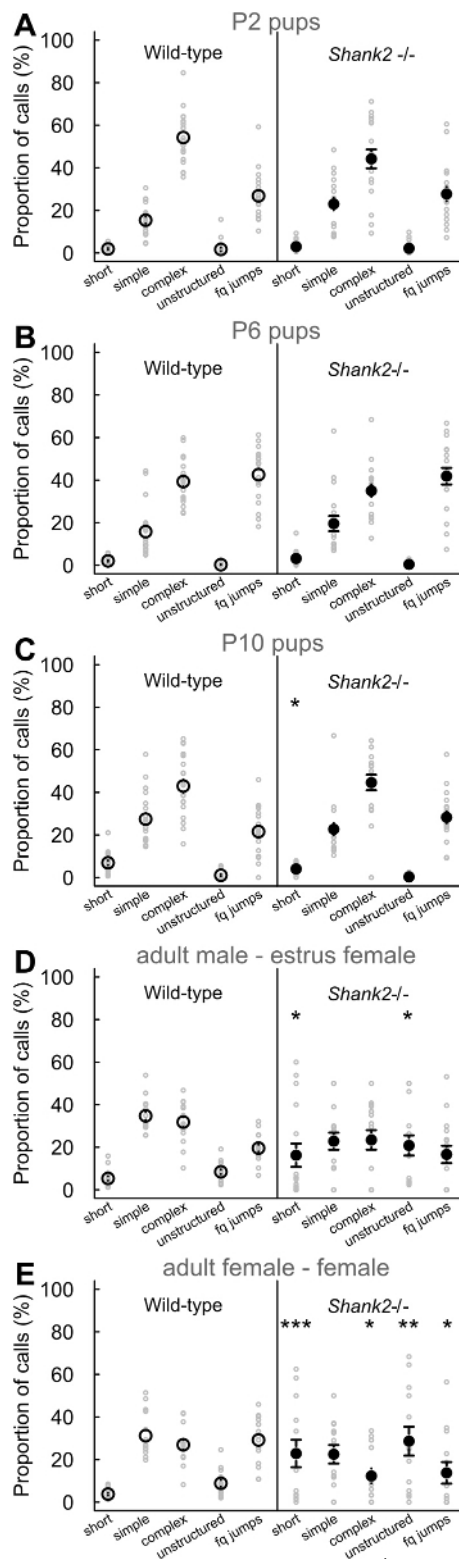 A P2 pups
Wild-type Shank2 -/-
Proportion of calls (%)
100
80
60
40
20
0
short simple complex unstructured fq jumps short simple complex unstructured fq jumps
B P6 pups
Wild-type Shank2-/-
Proportion of calls (%)
100
80
60
40
20
0
short simple complex unstructured fq jumps short simple complex unstructured fq jumps
C P10 pups
Wild-type Shank2-/-
*
Proportion of calls (%)
100
80
60
40
20
0
short simple complex unstructured fq jumps short simple complex unstructured fq jumps
D adult male - estrus female
Wild-type Shank2-/-
* *
Proportion of calls (%)
100
80
60
40
20
0
short simple complex unstructured fq jumps short simple complex unstructured fq jumps
E adult female - female
Wild-type Shank2-/-
*** * ** *
Proportion of calls (%)
100
80
60
40
20
0
short simple complex unstructured fq jumps short simple complex unstructured fq jumps